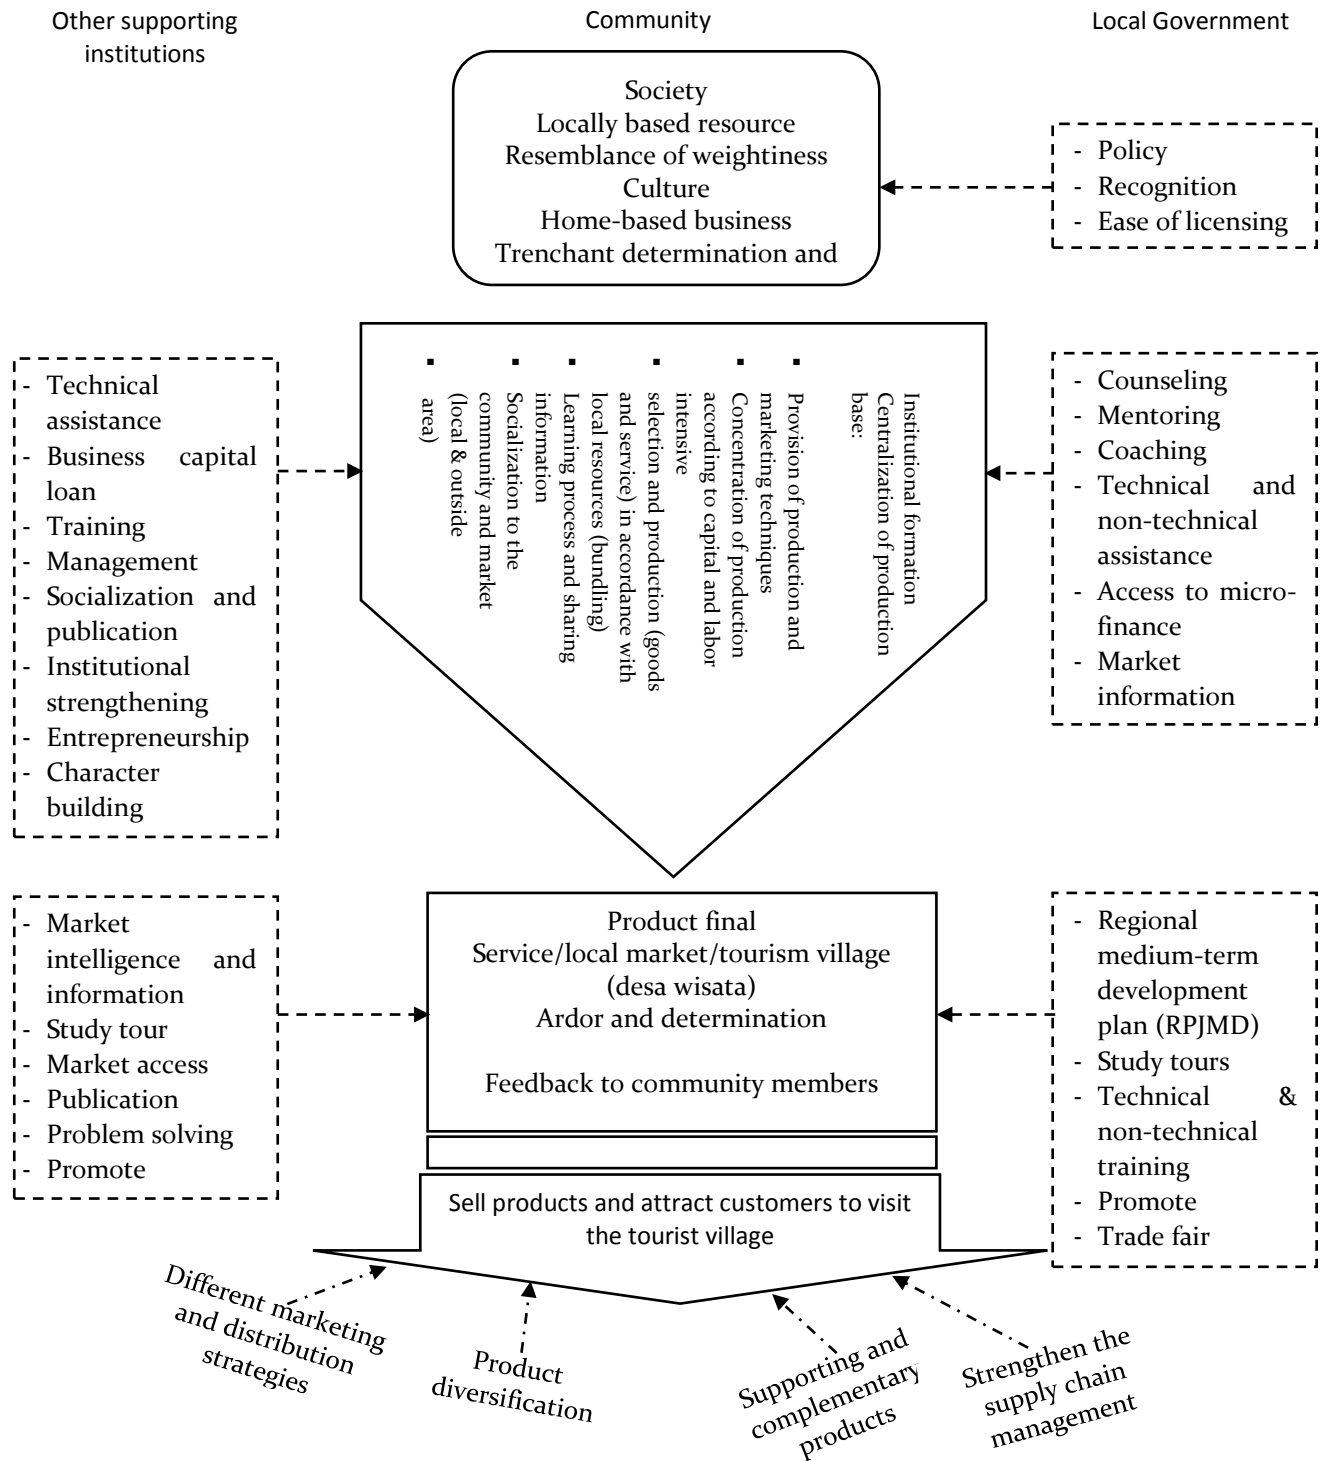 Other supporting
institutions
Community
Local Government
Society
Locally based resource
Resemblance of weightiness
Culture
Home-based business
Trenchant determination and
- Policy
- Recognition
- Ease of licensing
- Technical
assistance
- Business capital
loan
- Training
- Management
- Socialization and
publication
- Institutional
strengthening
- Entrepreneurship
- Character
building
Institutional formation
Centralization of production
base:
▪ Provision of production and
marketing techniques
▪ Concentration of production
according to capital and labor
intensive
▪ selection and production (goods
and service) in accordance with
local resources (bundling)
▪ Learning process and sharing
information
▪ Socialization to the
community and market
(local & outside
▪ area)
- Counseling
- Mentoring
- Coaching
- Technical and
non-technical
assistance
- Access to micro-
finance
- Market
information
- Market
intelligence and
information
- Study tour
- Market access
- Publication
- Problem solving
- Promote
Product final
Service/local market/tourism village
(desa wisata)
Ardor and determination
Feedback to community members
- Regional
medium-term
development
plan (RPJMD)
- Study tours
- Technical &
non-technical
training
- Promote
- Trade fair
Sell products and attract customers to visit
the tourist village
Different marketing
and distribution
strategies
Product
diversification
Supporting and
complementary
products
Strengthen the
supply chain
management